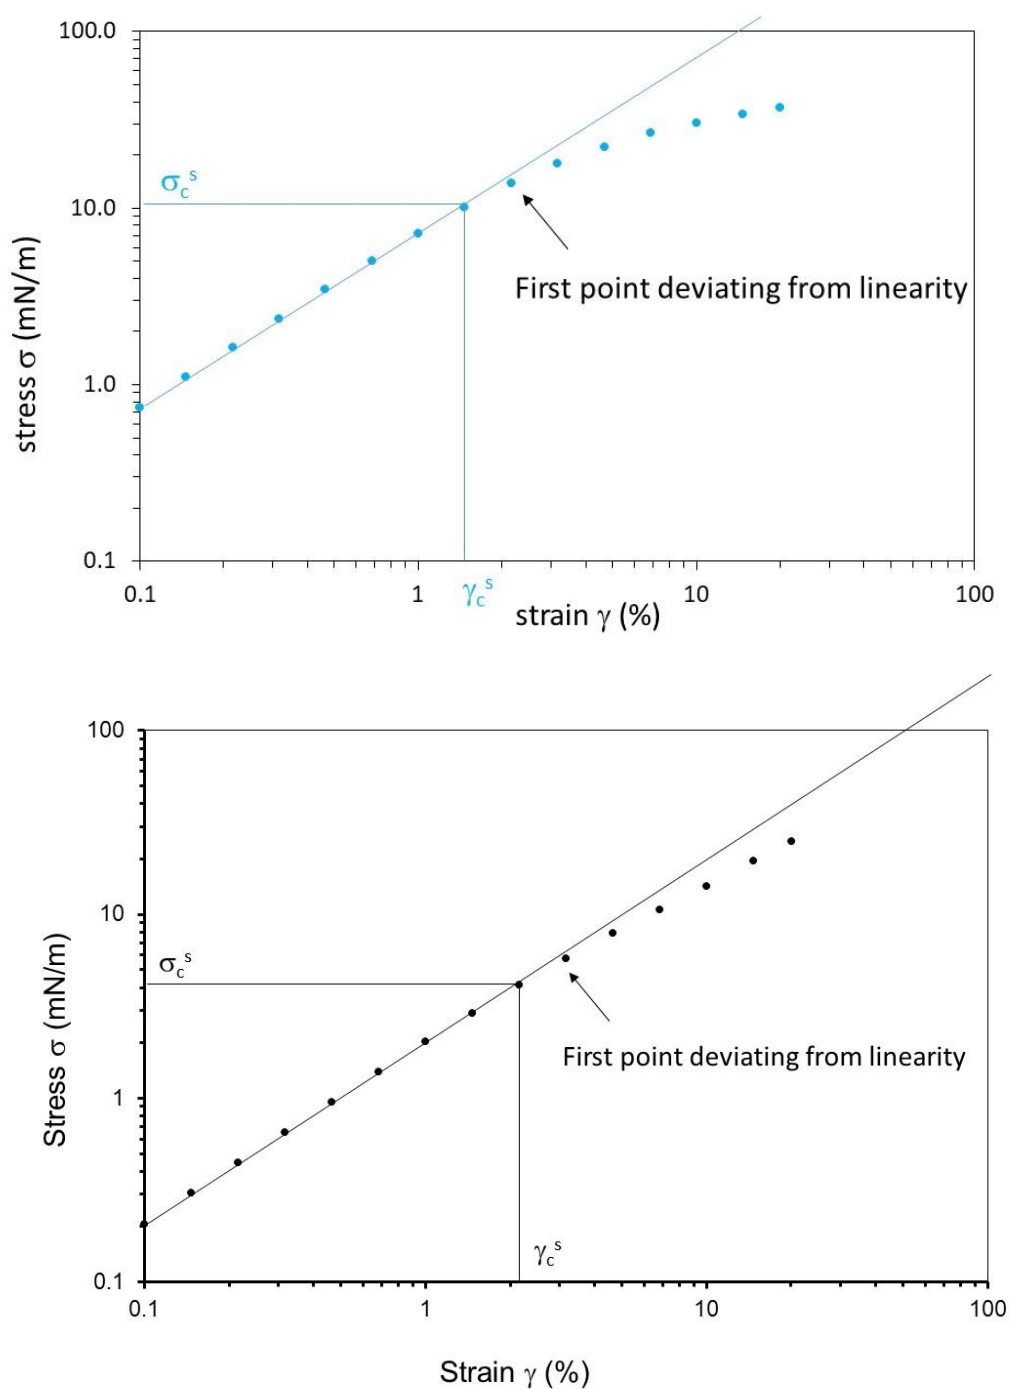 100.0
σcˢ
10.0
First point deviating from linearity
stress σ (mN/m)
1.0
0.1
0.1 1 10 100
γcˢ
strain γ (%)
100
10
σcˢ
Stress σ (mN/m)
First point deviating from linearity
1
γcˢ
0.1
0.1 1 10 100
Strain γ (%)